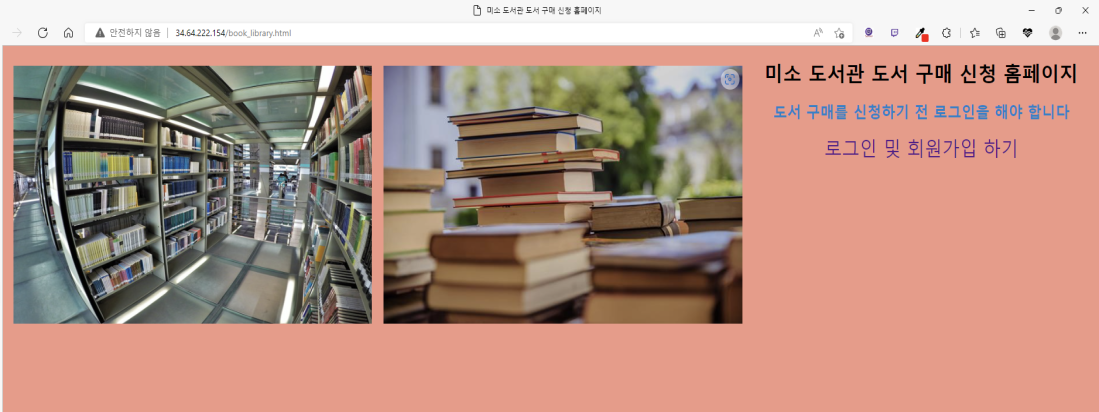 미소 도서관 도서 구매 신청 홈페이지
안전하지 않음 | 34.64.222.154/book_library.html
미소 도서관 도서 구매 신청 홈페이지
도서 구매를 신청하기 전 로그인을 해야 합니다
로그인 및 회원가입 하기